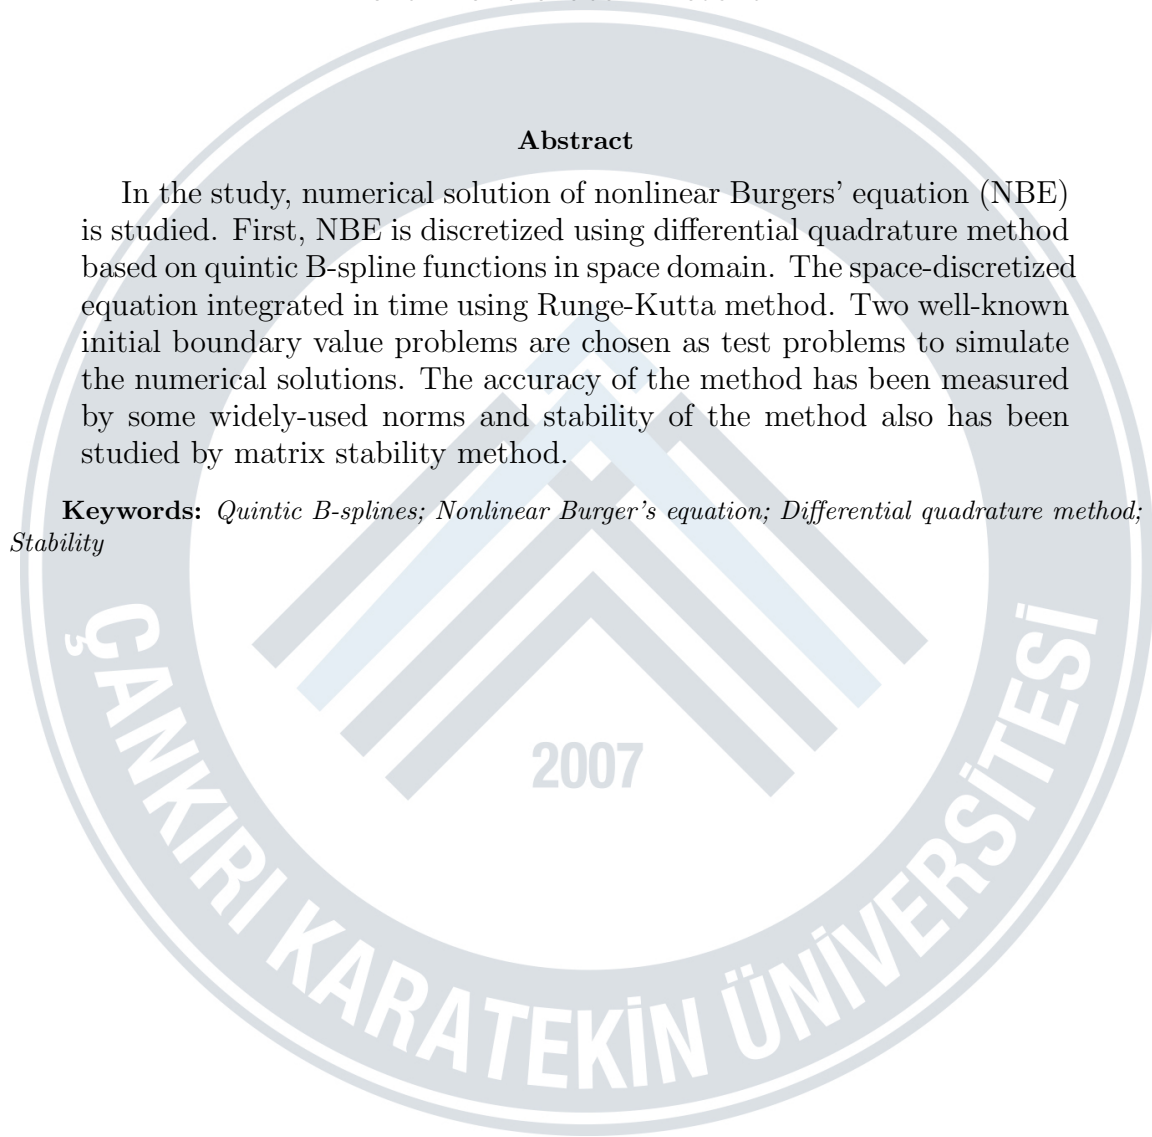 Abstract
In the study, numerical solution of nonlinear Burgers' equation (NBE)
is studied. First, NBE is discretized using differential quadrature method
based on quintic B-spline functions in space domain. The space-discretized
equation integrated in time using Runge-Kutta method. Two well-known
initial boundary value problems are chosen as test problems to simulate
the numerical solutions. The accuracy of the method has been measured
by some widely-used norms and stability of the method also has been
studied by matrix stability method.
Keywords: Quintic B-splines; Nonlinear Burger's equation; Differential quadrature method;
Stability
2007
ÇANKIRI KARATEKİN ÜNİVERSİTESİ